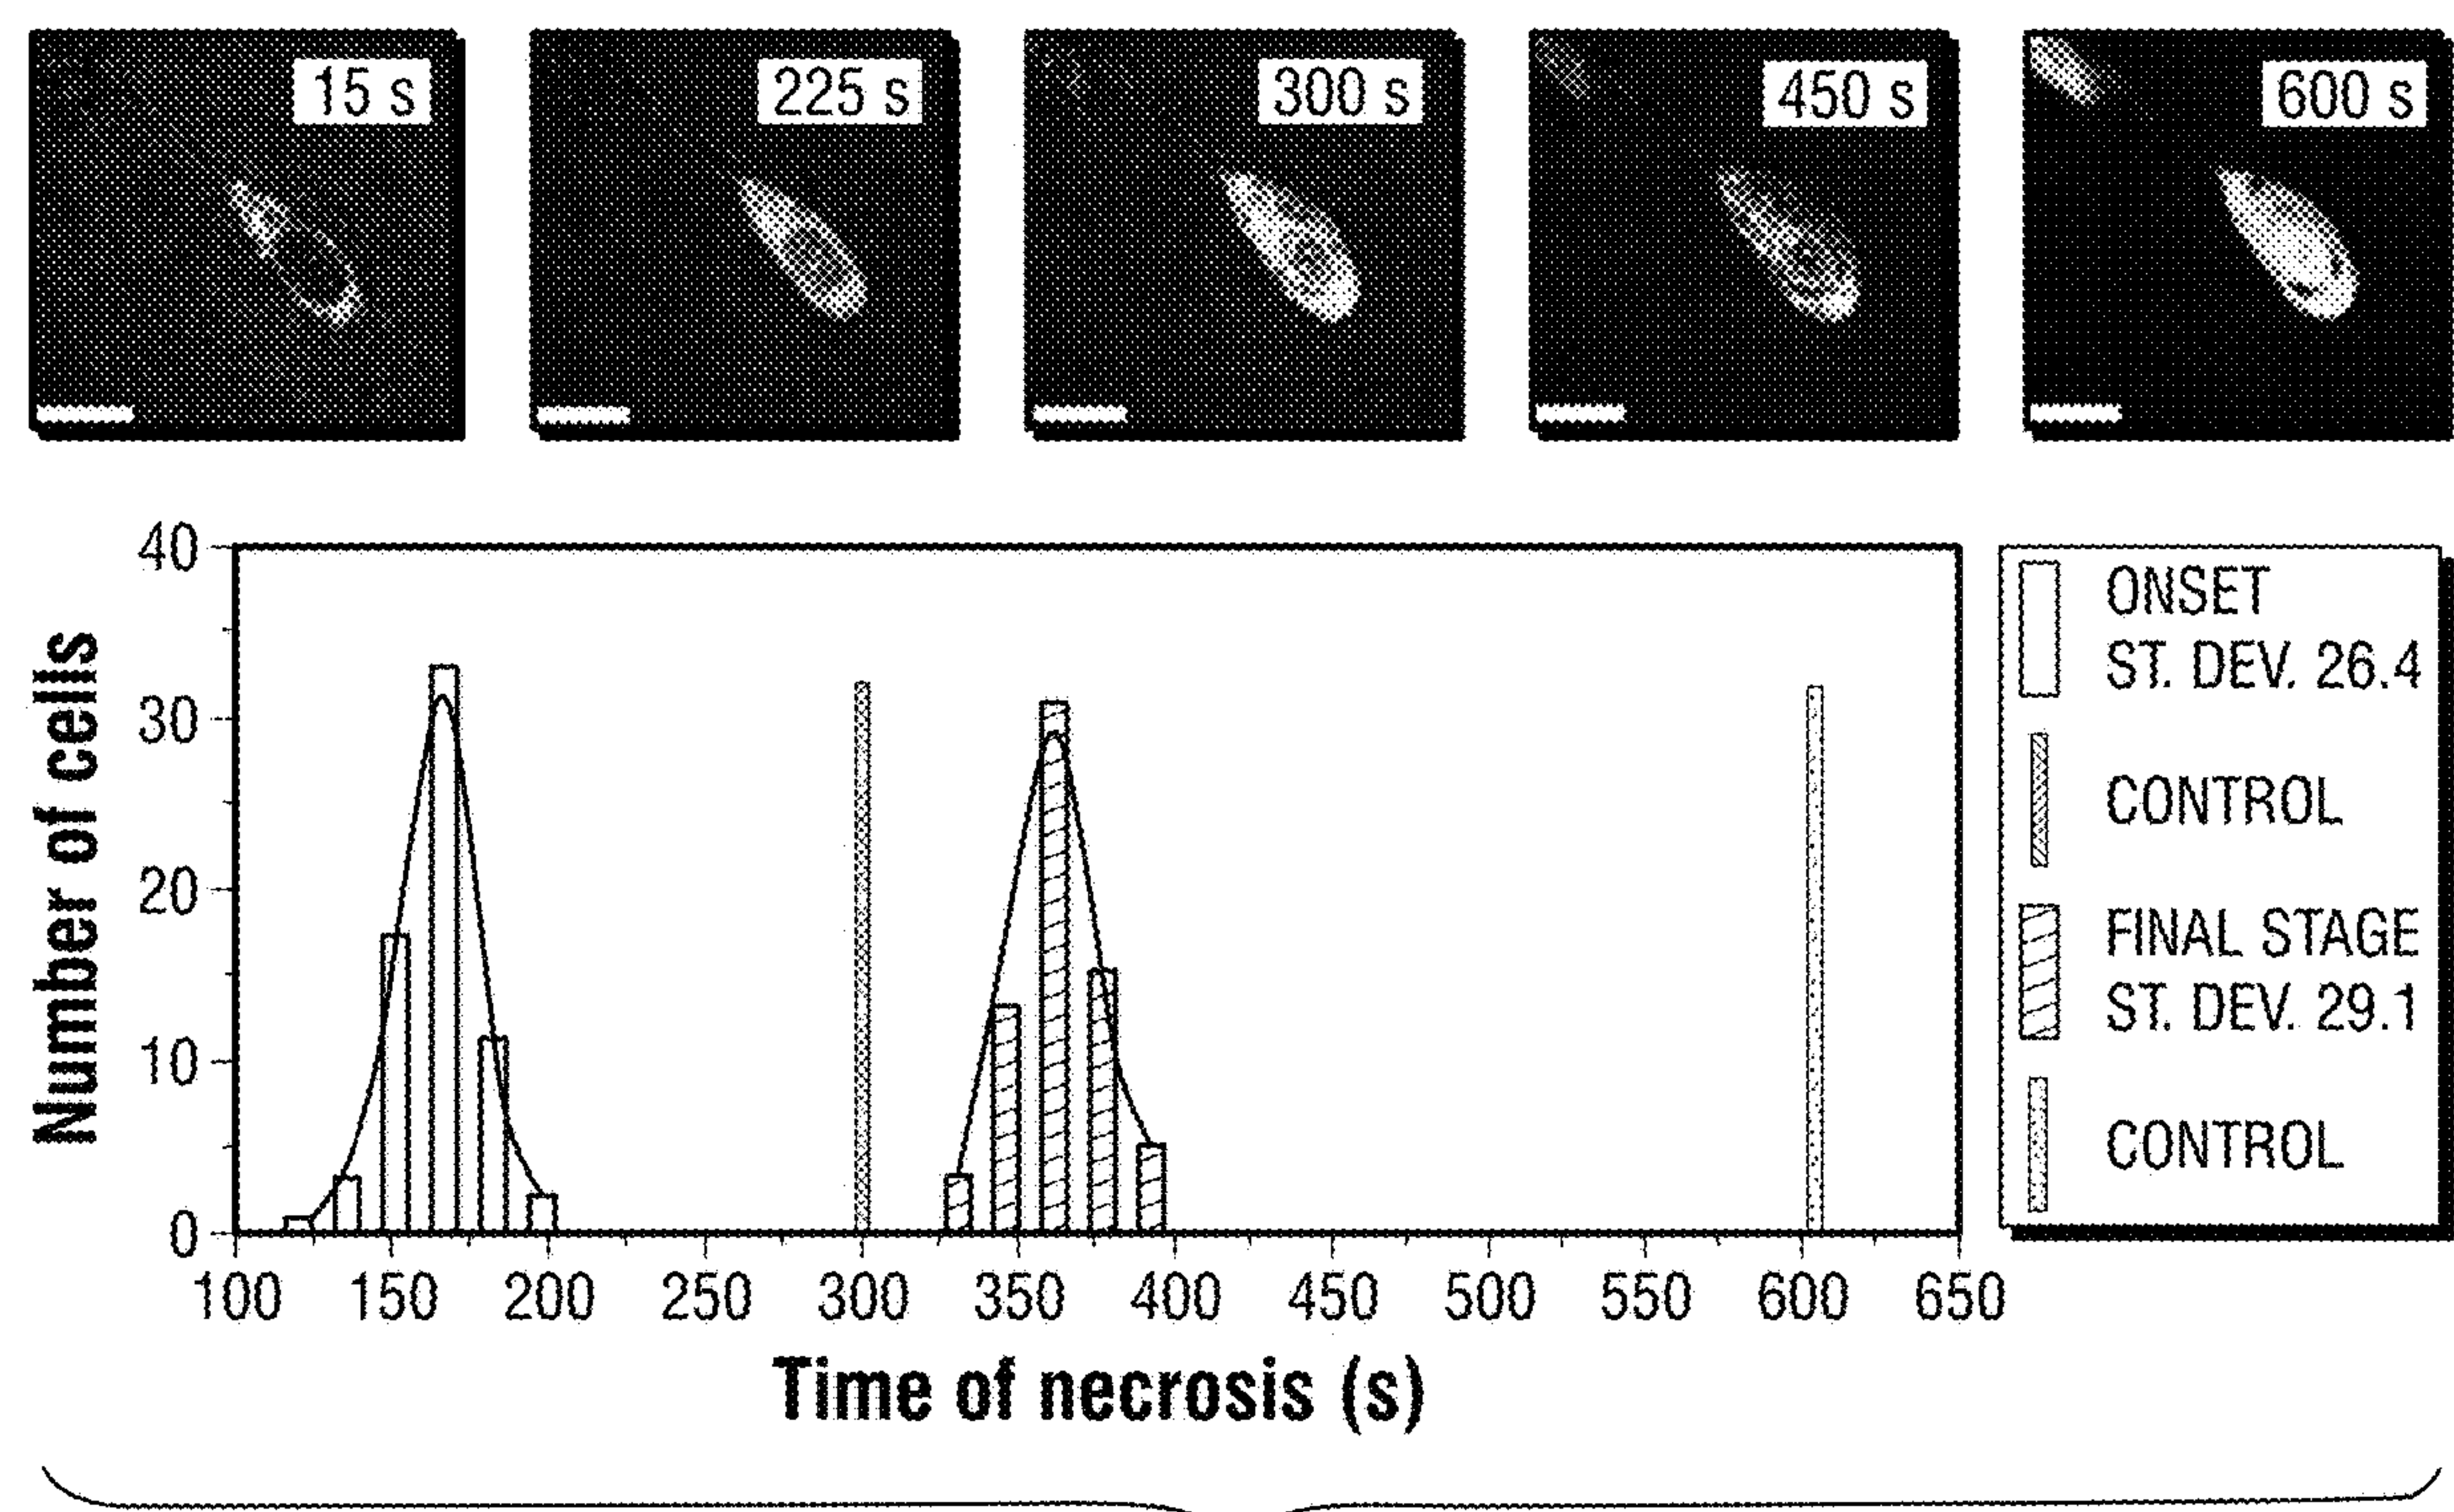 15 s
225 s
300 s
450 s
600 s
40
30
20
10
0
Number of cells
100 150 200 250 300 350 400 450 500 550 600 650
Time of necrosis (s)
ONSET
ST. DEV. 26.4
CONTROL
FINAL STAGE
ST. DEV. 29.1
CONTROL